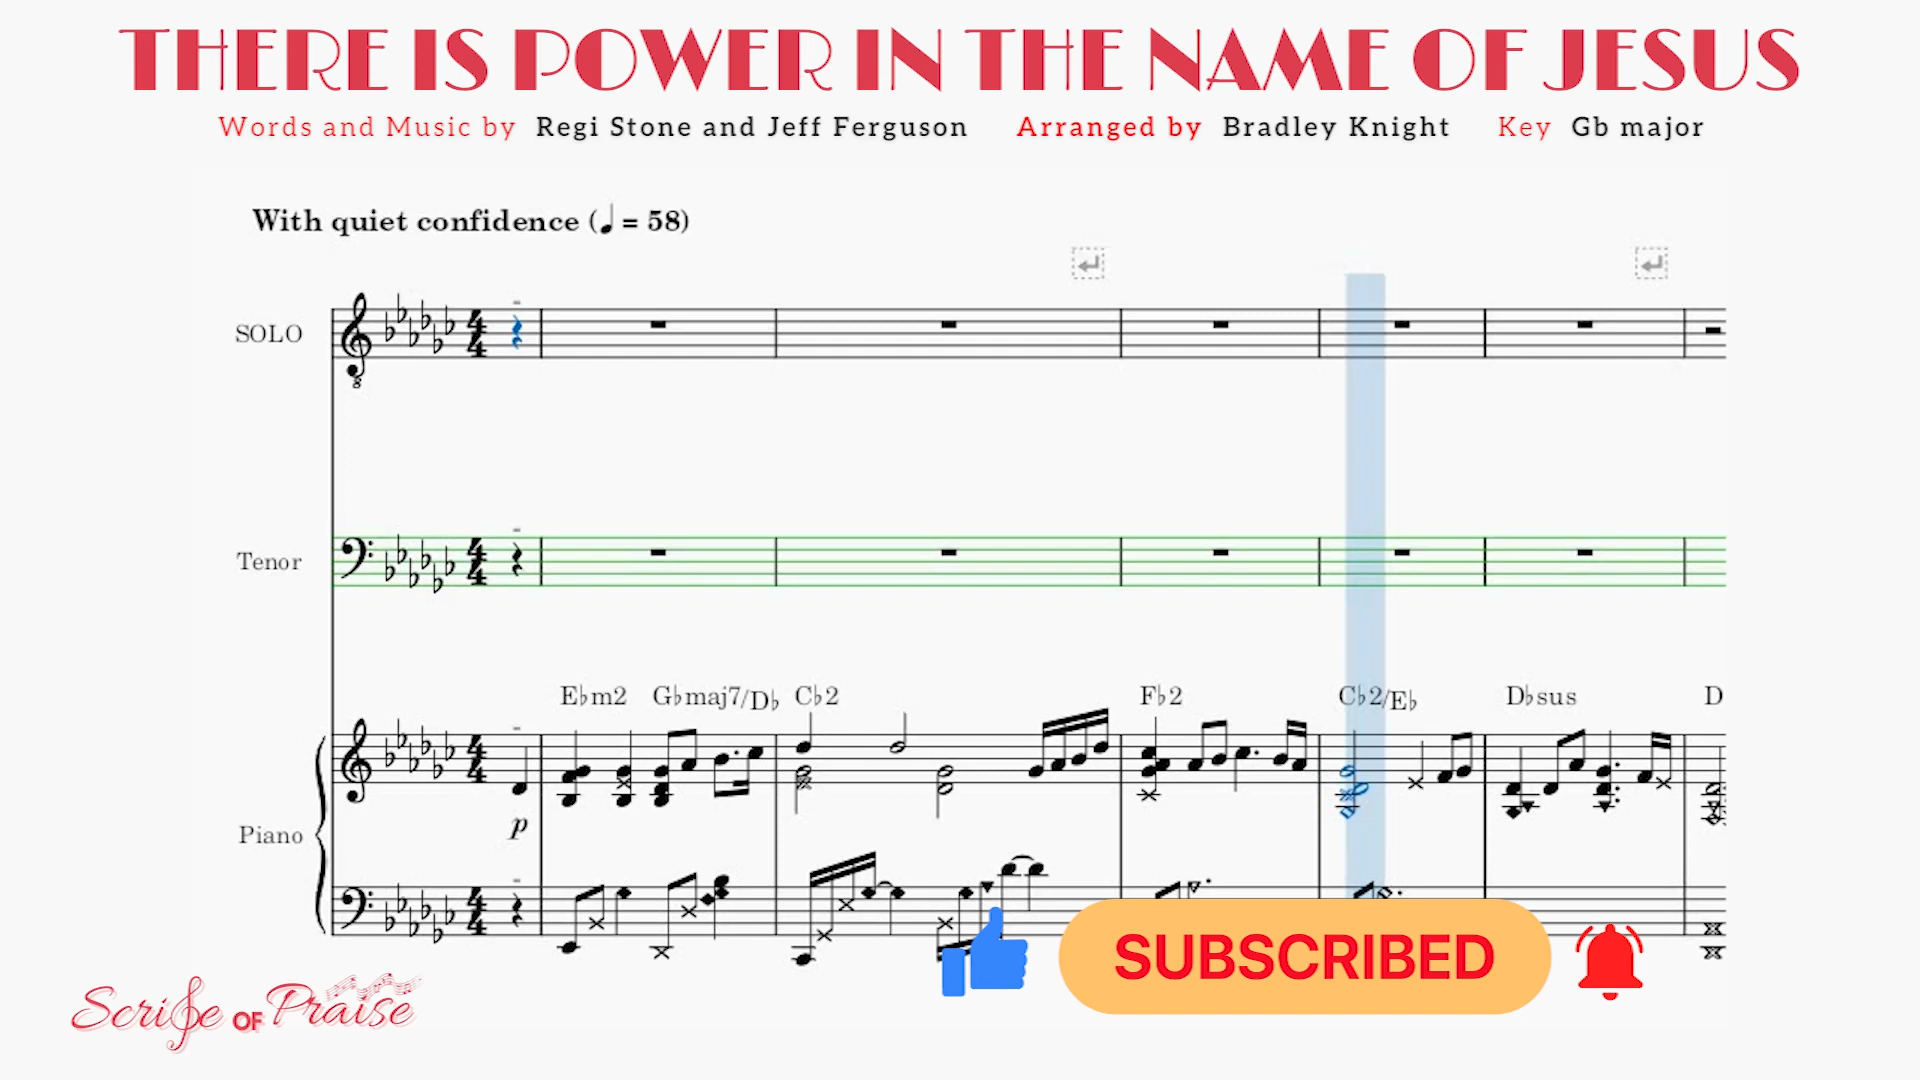 THERE IS POWER IN THE NAME OF JESUS
Words and Music by Regi Stone and Jeff Ferguson Arranged by Bradley Knight Key Gb major
With quiet confidence (♩ = 58)
SOLO
8
Tenor
E♭m2 G♭maj7/D♭ C♭2 F♭2 C♭2/E♭ D♭sus D
p
Piano
SUBSCRIBED
Scribe OF Praise